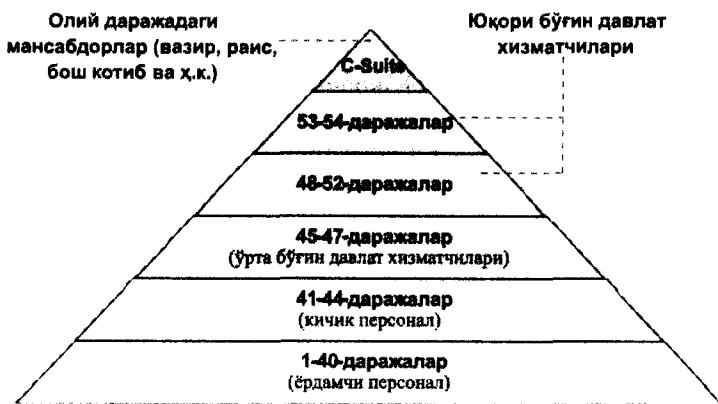 Олий даражадаги
мансабдорлар (вазир, раис,
бош котиб ва ҳ.к.)
Юқори бўғин давлат
хизматчилари
C-Suite
53-54-даражалар
48-52-даражалар
45-47-даражалар
(ўрта бўғин давлат хизматчилари)
41-44-даражалар
(кичик персонал)
1-40-даражалар
(ёрдамчи персонал)